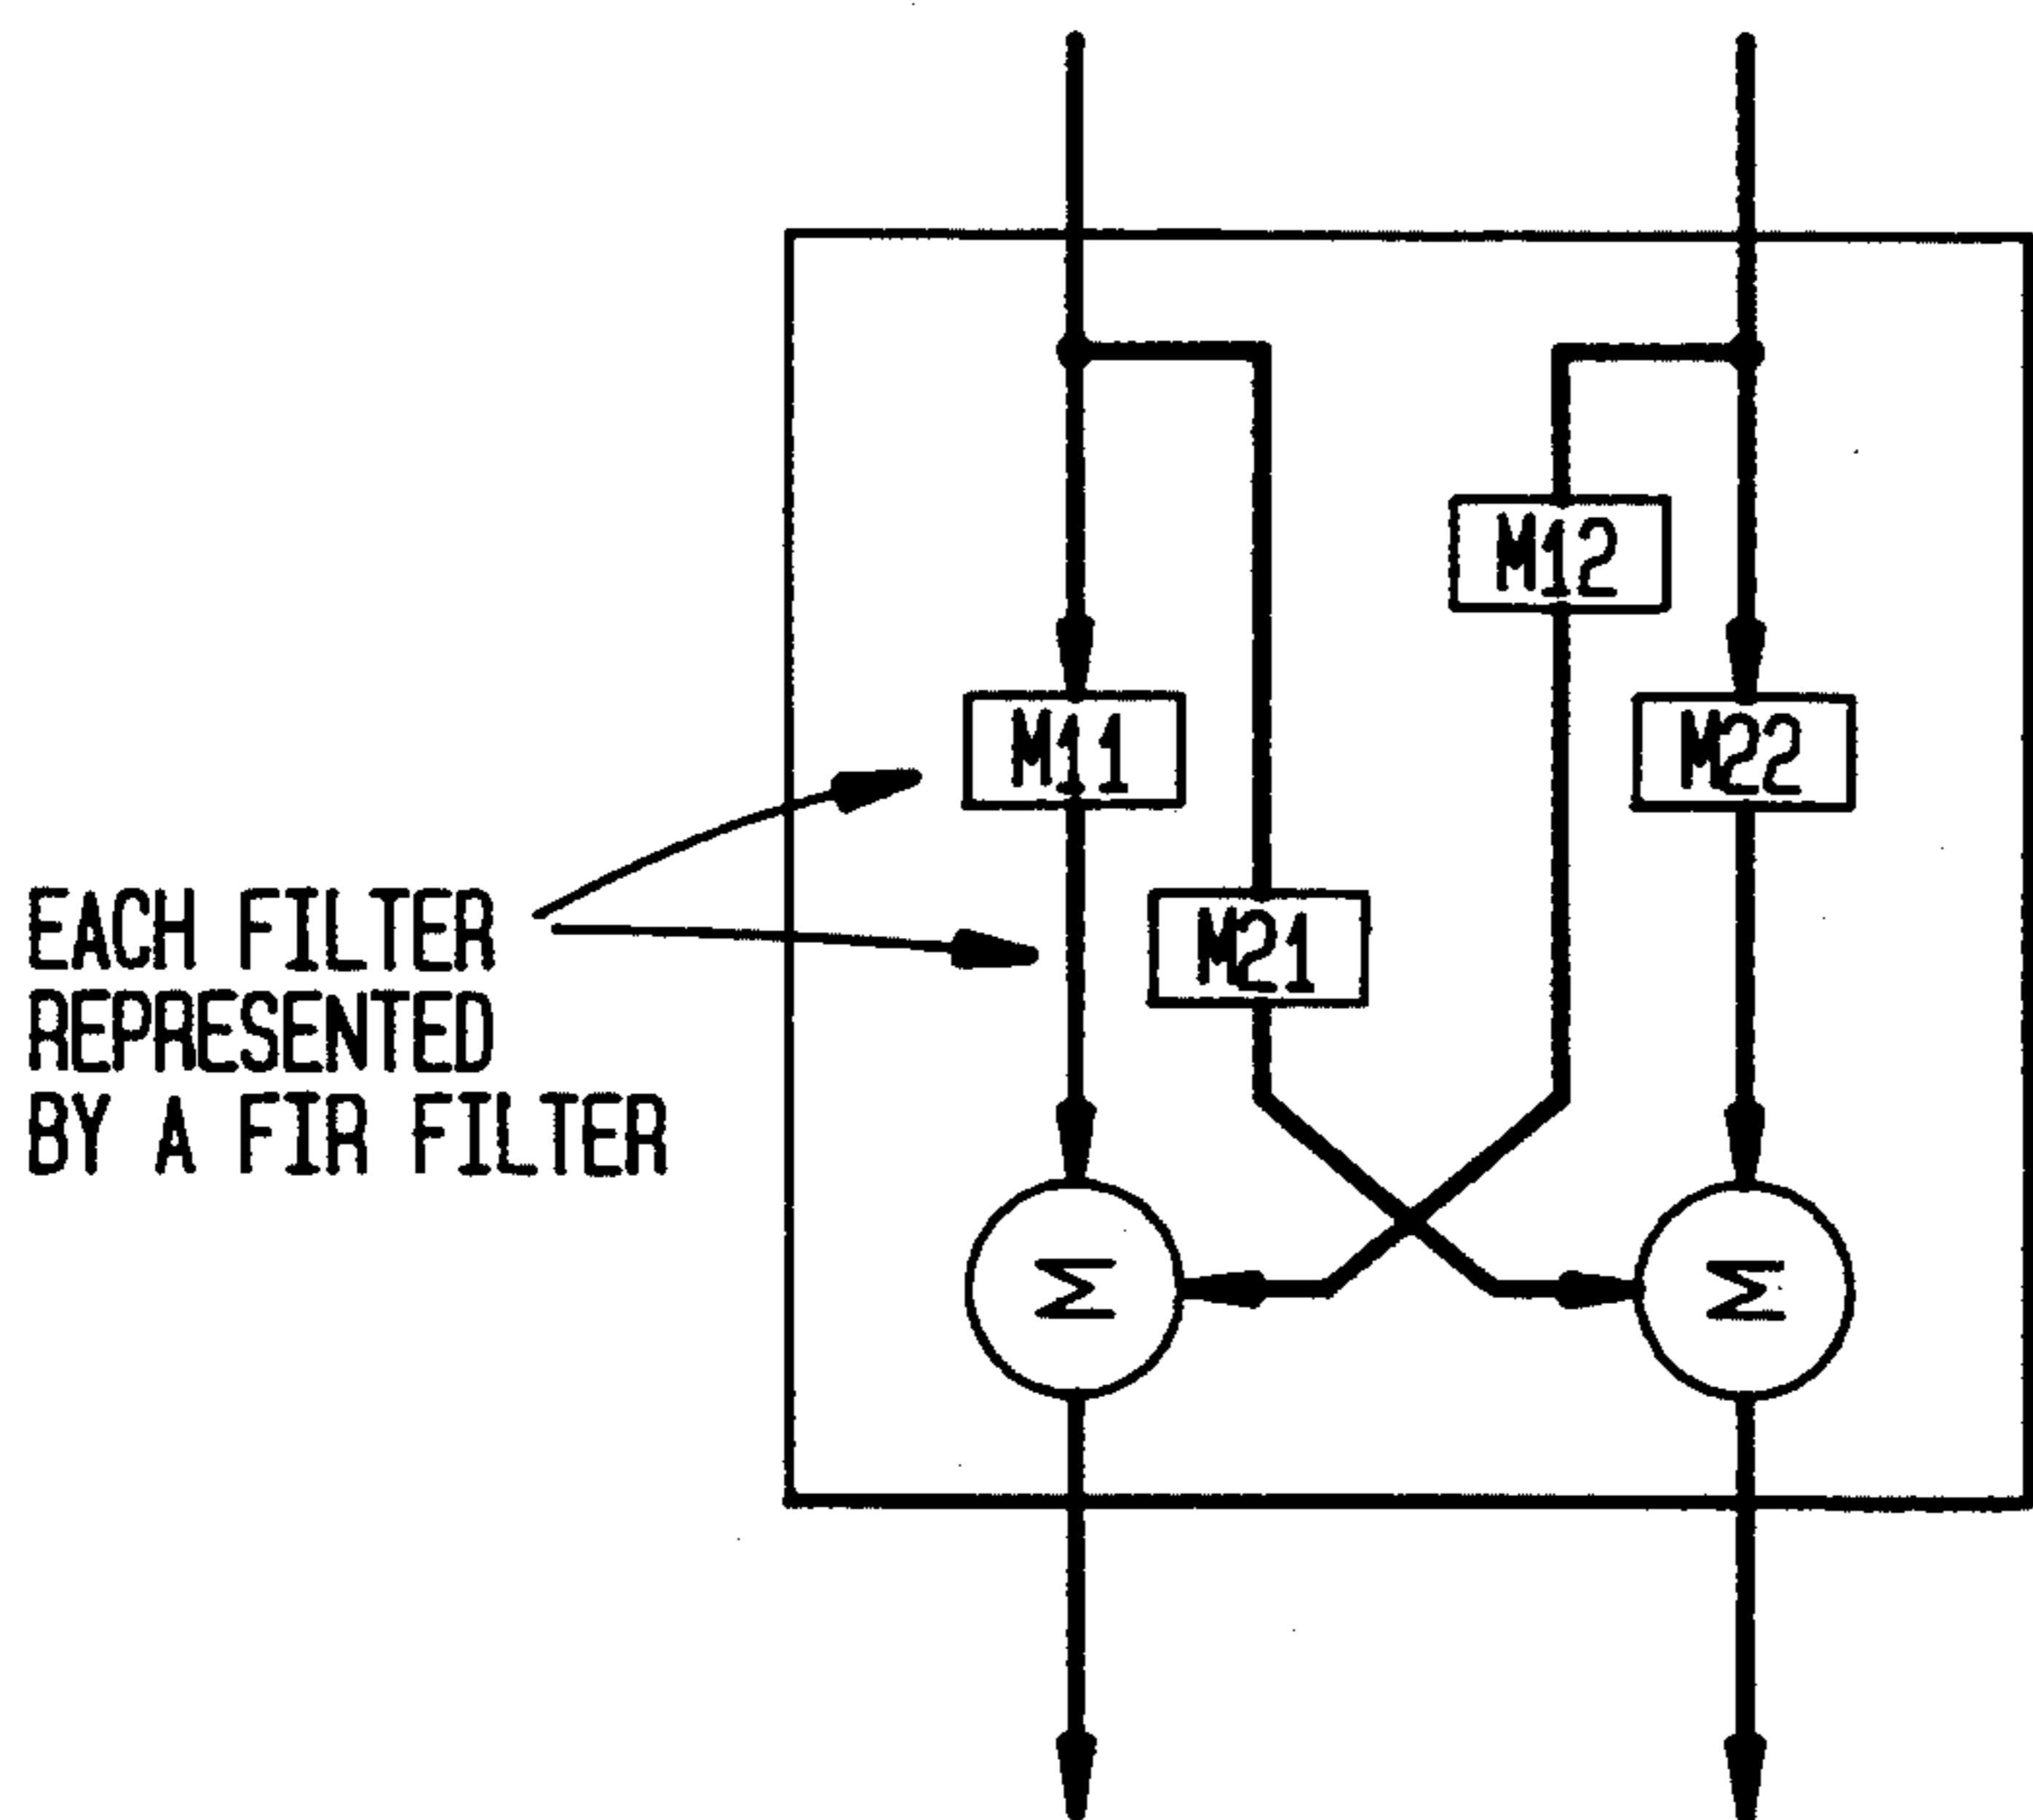 M12
M11
M22
EACH FILTER
REPRESENTED
BY A FIR FILTER
M21
Σ
Σ